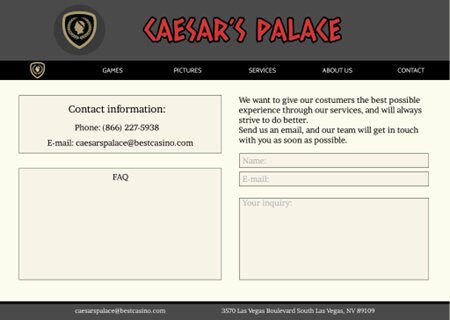 CAESAR'S PALACE
GAMES PICTURES SERVICES ABOUT US CONTACT
Contact information:
Phone: (866) 227-5938
E-mail: caesarspalace@bestcasino.com
FAQ
We want to give our costumers the best possible
experience through our services, and will always
strive to do better.
Send us an email, and our team will get in touch
with you as soon as possible.
Name:
E-mail:
Your inquiry:
caesarspalace@bestcasino.com
3570 Las Vegas Boulevard South Las Vegas, NV 89109